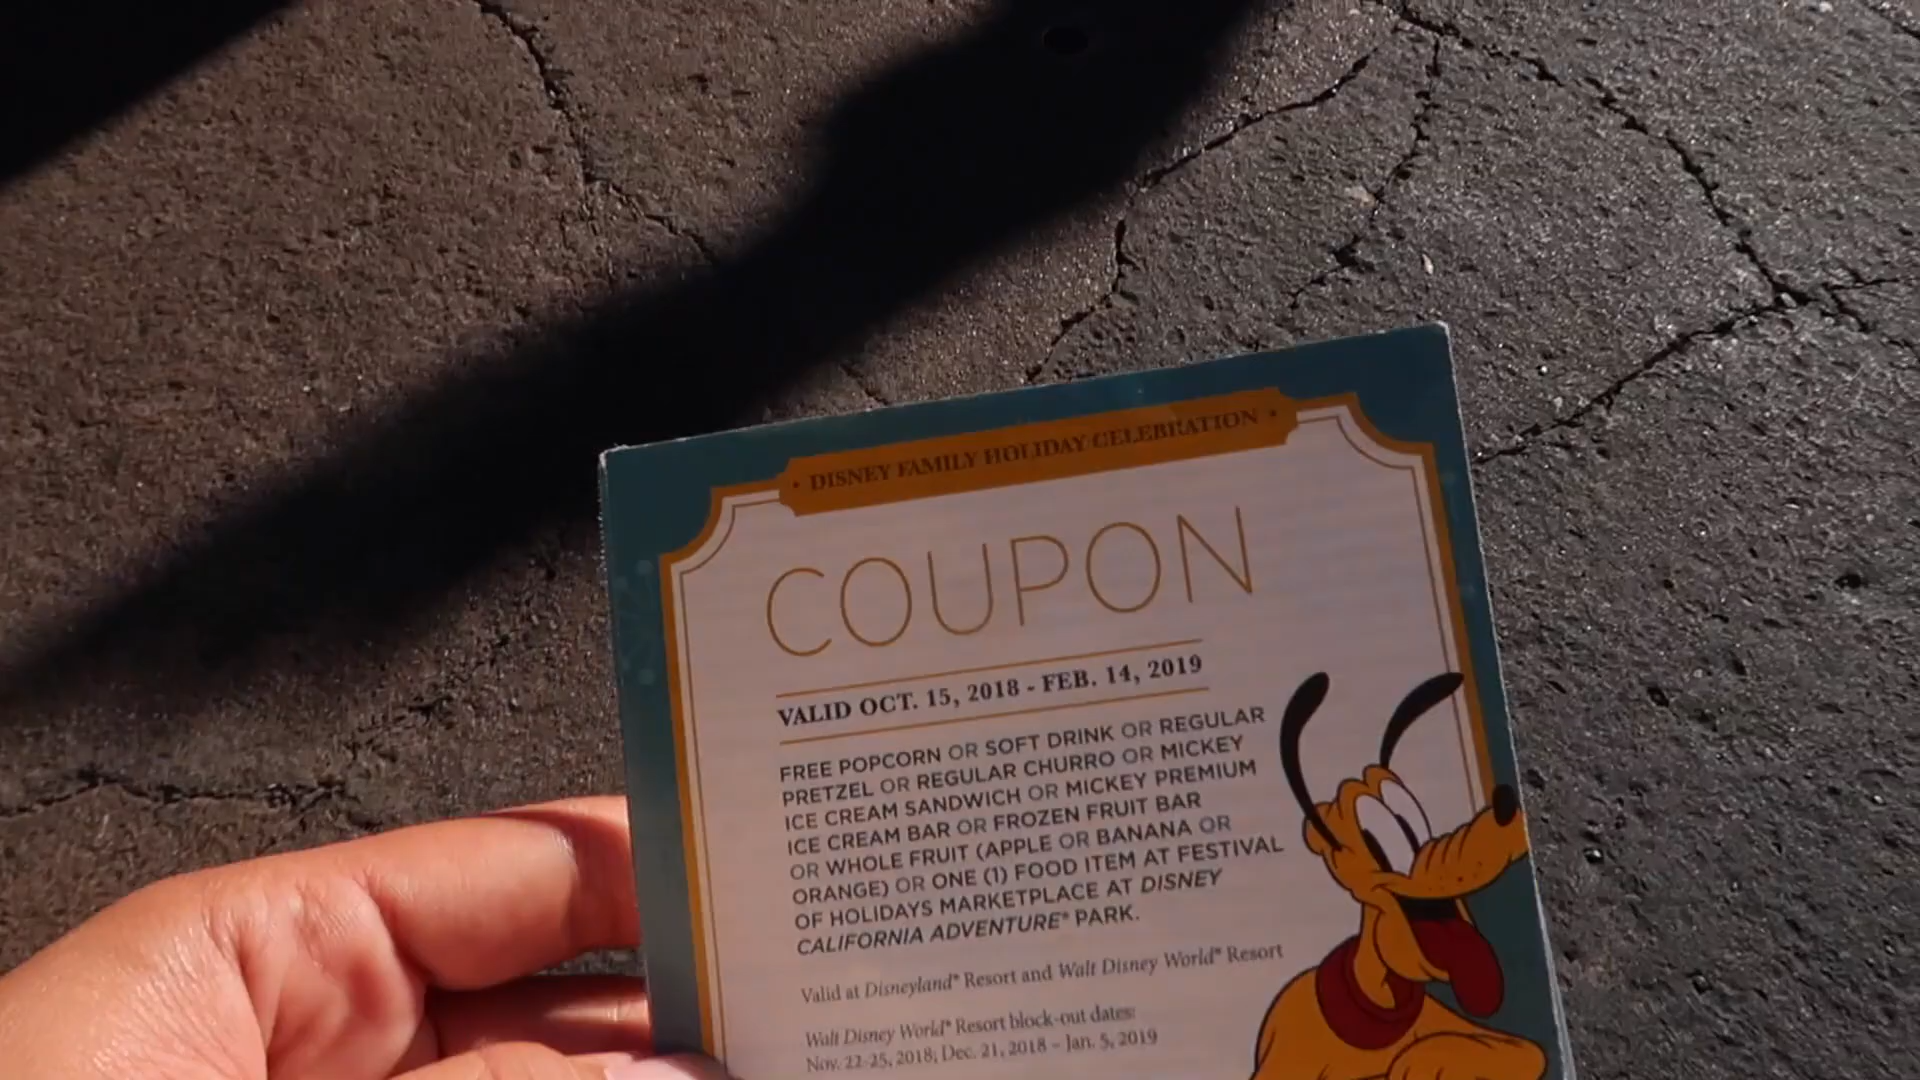 • DISNEY FAMILY HOLIDAY CELEBRATION •
COUPON
VALID OCT. 15, 2018 - FEB. 14, 2019
FREE POPCORN OR SOFT DRINK OR REGULAR
PRETZEL OR REGULAR CHURRO OR MICKEY
ICE CREAM SANDWICH OR MICKEY PREMIUM
ICE CREAM BAR OR FROZEN FRUIT BAR
OR WHOLE FRUIT (APPLE OR BANANA OR
ORANGE) OR ONE (1) FOOD ITEM AT FESTIVAL
OF HOLIDAYS MARKETPLACE AT DISNEY
CALIFORNIA ADVENTURE® PARK.
Valid at Disneyland® Resort and Walt Disney World® Resort
Walt Disney World® Resort block-out dates:
Nov. 22-25, 2018; Dec. 21, 2018 – Jan. 5, 2019